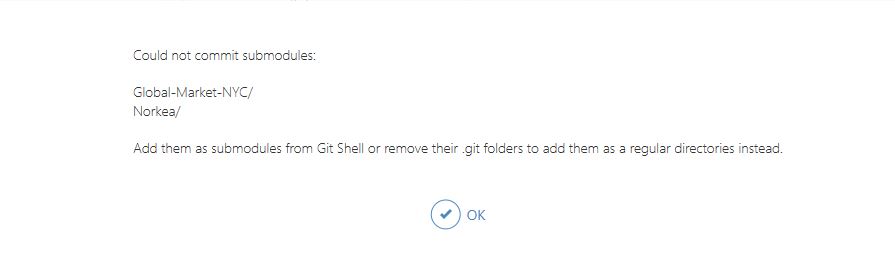 Could not commit submodules:
Global-Market-NYC/
Norkea/
Add them as submodules from Git Shell or remove their .git folders to add them as a regular directories instead.
OK